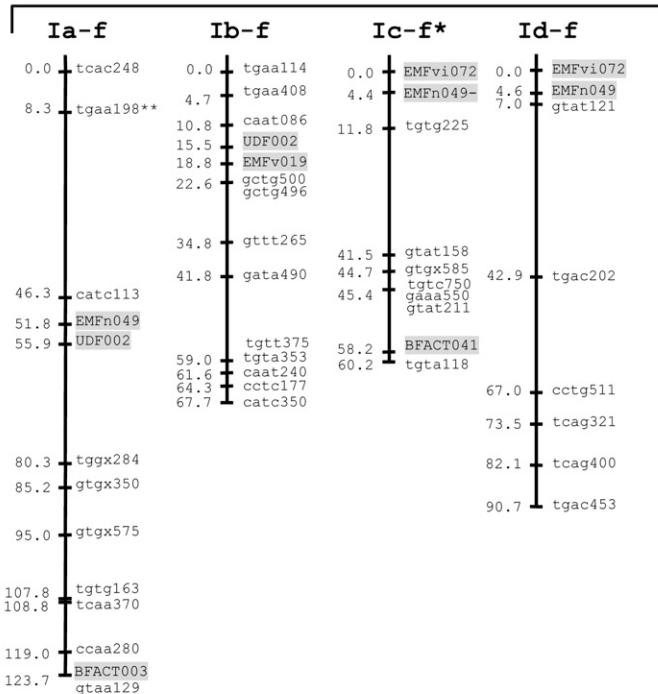 Ia-f
0.0 tcac248
8.3 tgaa198**
46.3 catc113
51.8 EMFn049
55.9 UDF002
80.3 tggx284
85.2 gtgx350
95.0 gtgx575
107.8 tgtg163
108.8 tcaa370
119.0 ccaa280
123.7 BFACT003
gtaa129
Ib-f
0.0 tgaa114
4.7 tgaa408
10.8 caat086
15.5 UDF002
18.8 EMFv019
22.6 gctg500
gctg496
34.8 gttt265
41.8 gata490
tgtt375
59.0 tgta353
61.6 caat240
64.3 cctc177
67.7 catc350
Ic-f*
0.0 EMFvi072
4.4 EMFn049-
11.8 tgtg225
41.5 gtat158
44.7 gtgx585
tgtc750
45.4 gaaa550
gtat211
58.2 BFACT041
60.2 tgta118
Id-f
0.0 EMFvi072
4.6 EMFn049
7.0 gtat121
42.9 tgac202
67.0 cctg511
73.5 tcag321
82.1 tcag400
90.7 tgac453